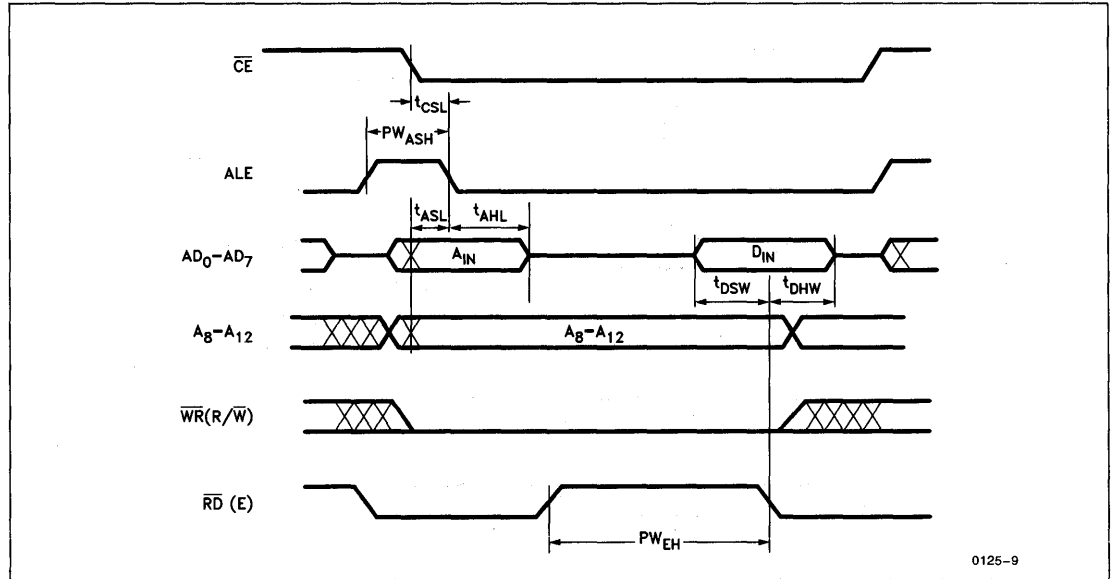 CE
tCSL
PWASH
ALE
tASL tAHL
AD0–AD7 AIN DIN
tDSW tDHW
A8–A12 A8–A12
WR(R/W)
RD (E)
PWEH
0125-9